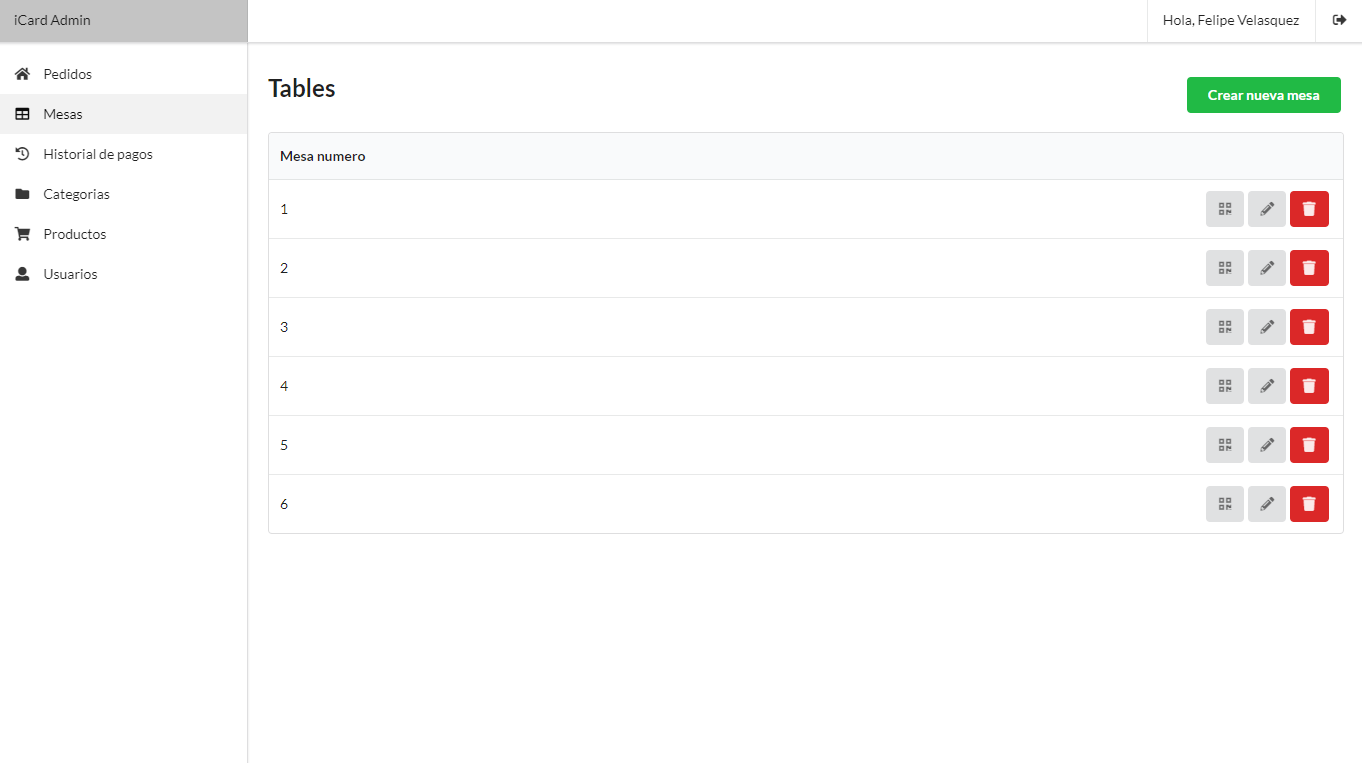 iCard Admin
Hola, Felipe Velasquez
Pedidos
Mesas
Historial de pagos
Categorias
Productos
Usuarios
Tables
Crear nueva mesa
Mesa numero
1
2
3
4
5
6